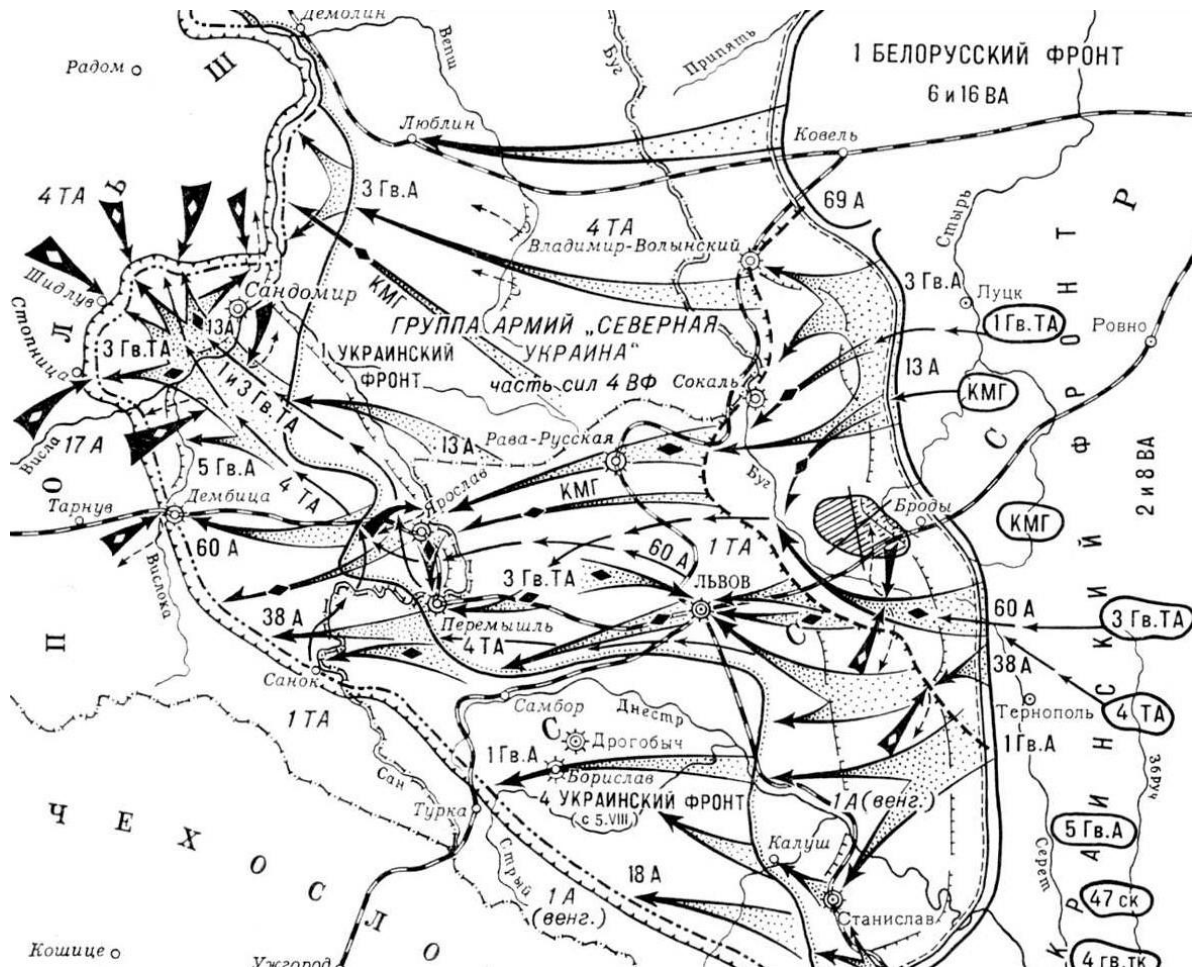 Демблин
Радом
Ш
Вепш
Буг
Припять
1 БЕЛОРУССКИЙ ФРОНТ
6 и 16 ВА
Люблин
Ковель
4 ТА
Ь
3 Гв.А
69 А
Стырь
Р
4 ТА
Владимир-Волынский
Т
Шидлув
Л
Сандомир
КМГ
3 Гв.А
Луцк
Н
1 Гв.ТА
Ровно
О
Стопница
3 Гв.ТА
13А
ГРУППА АРМИЙ „СЕВЕРНАЯ
УКРАИНА“
1 УКРАИНСКИЙ
ФРОНТ
часть сил 4 ВФ
Сокаль
13 А
КМГ
Р
1 и 3 Гв.ТА
Висла
17 А
О
13А
Рава-Русская
С
Ф
5 Гв.А
4 ТА
Ярослав
КМГ
Буг
Броды
КМГ
Й
2 и 8 ВА
Тарнув
Дембица
60 А
60 А
1 ТА
И
Вислока
3 Гв.ТА
ЛЬВОВ
60 А
3 Гв.ТА
К
П
38 А
Перемышль
4 ТА
С
38 А
С
Санок
Тернополь
4 ТА
Н
1 ТА
Самбор
Днестр
С
Дрогобыч
1 Гв.А
Збруч
1 Гв.А
Борислав
И
Сан
4 УКРАИНСКИЙ ФРОНТ
(с 5.VIII)
1 А (венг.)
Турка
Ч Е Х О С Л О
Калуш
5 Гв.А
А
Серет
Стрый
18 А
1 А
(венг.)
47 ск
Р
Станислав
Кошице
Ужгород
4 гв.тк
К